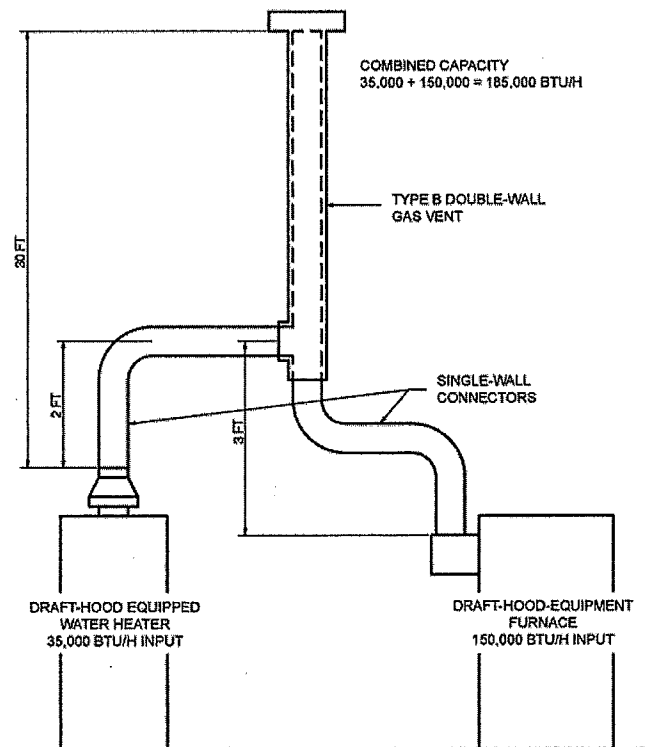 COMBINED CAPACITY
35,000 + 150,000 = 185,000 BTU/H
TYPE B DOUBLE-WALL
GAS VENT
30 FT
2 FT
3 FT
SINGLE-WALL
CONNECTORS
DRAFT-HOOD EQUIPPED
WATER HEATER
35,000 BTU/H INPUT
DRAFT-HOOD-EQUIPMENT
FURNACE
150,000 BTU/H INPUT